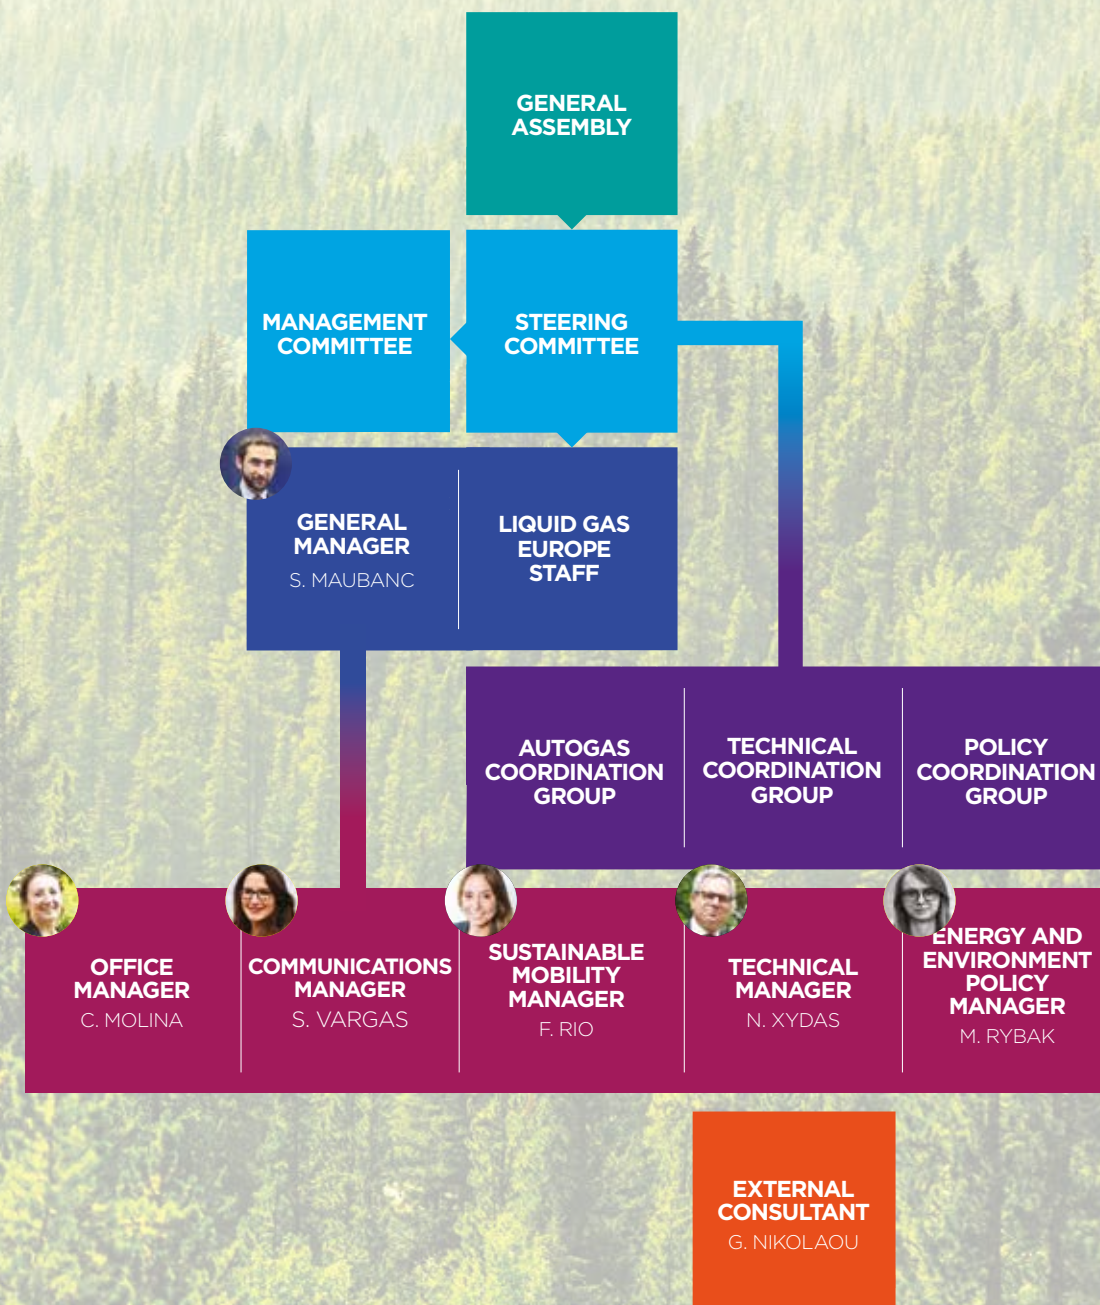 GENERAL
ASSEMBLY
MANAGEMENT
COMMITTEE
STEERING
COMMITTEE
GENERAL
MANAGER
S. MAUBANC
LIQUID GAS
EUROPE
STAFF
AUTOGAS
COORDINATION
GROUP
TECHNICAL
COORDINATION
GROUP
POLICY
COORDINATION
GROUP
OFFICE
MANAGER
C. MOLINA
COMMUNICATIONS
MANAGER
S. VARGAS
SUSTAINABLE
MOBILITY
MANAGER
F. RIO
TECHNICAL
MANAGER
N. XYDAS
ENERGY AND
ENVIRONMENT
POLICY
MANAGER
M. RYBAK
EXTERNAL
CONSULTANT
G. NIKOLAOU